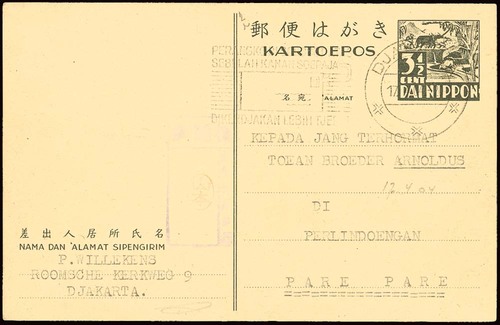 郵便はがき
KARTOEPOS
3½
CENT
DAI NIPPON
名宛
ALAMAT
KEPADA JANG TERHORMAT
TOEAN BROEDER ARNOLDUS
12.4.04
DI
PERLINDOENGAN
PARE PARE
差出人居所氏名
NAMA DAN ALAMAT SIPENGIRIM
P.WILLEKENS
ROOMSCHE KERKWEG 9
DJAKARTA.